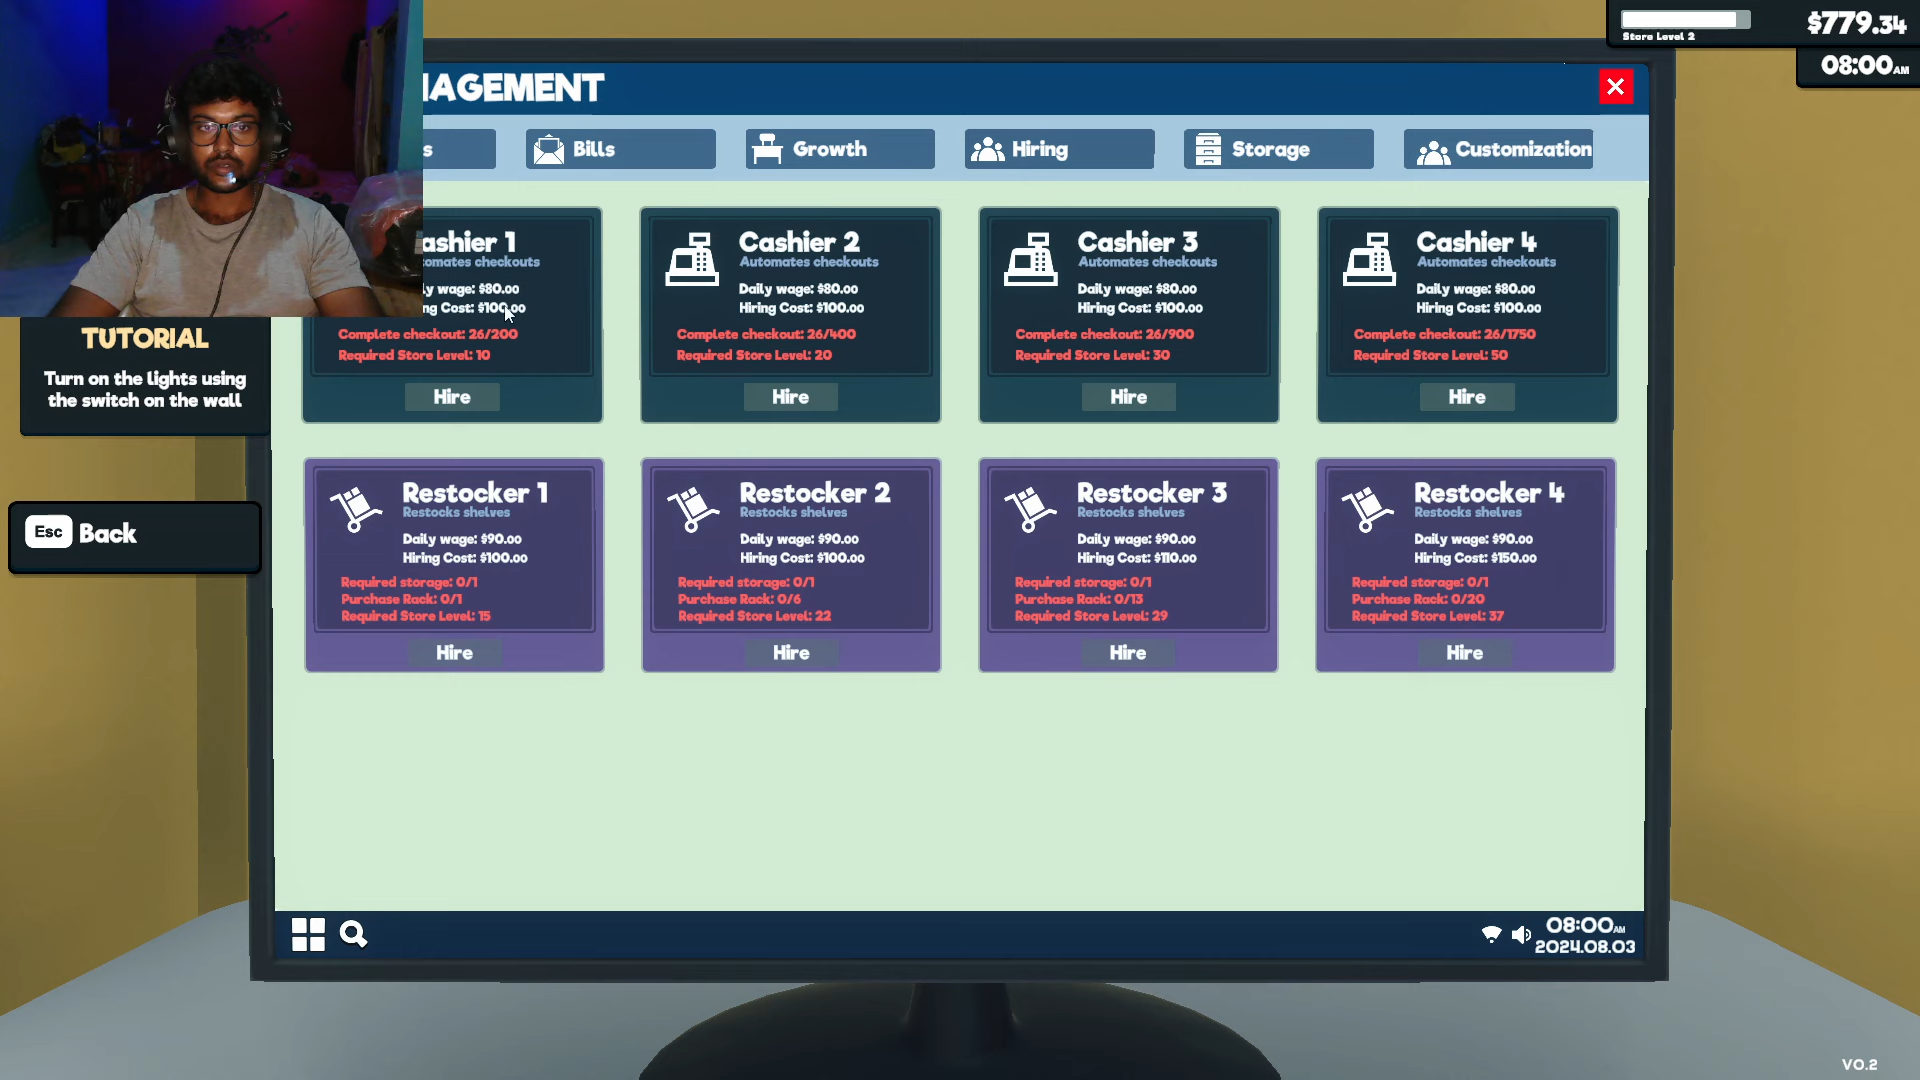 $779.34
Store Level 2
08:00AM
NAGEMENT
s
Bills
Growth
Hiring
Storage
Customization
ashier 1
omates checkouts
ly wage: $80.00
ng Cost: $100.00
Complete checkout: 26/200
Required Store Level: 10
Hire
Cashier 2
Automates checkouts
Daily wage: $80.00
Hiring Cost: $100.00
Complete checkout: 26/400
Required Store Level: 20
Hire
Cashier 3
Automates checkouts
Daily wage: $80.00
Hiring Cost: $100.00
Complete checkout: 26/900
Required Store Level: 30
Hire
Cashier 4
Automates checkouts
Daily wage: $80.00
Hiring Cost: $100.00
Complete checkout: 26/1750
Required Store Level: 50
Hire
TUTORIAL
Turn on the lights using
the switch on the wall
Esc Back
Restocker 1
Restocks shelves
Daily wage: $90.00
Hiring Cost: $100.00
Required storage: 0/1
Purchase Rack: 0/1
Required Store Level: 15
Hire
Restocker 2
Restocks shelves
Daily wage: $90.00
Hiring Cost: $100.00
Required storage: 0/1
Purchase Rack: 0/6
Required Store Level: 22
Hire
Restocker 3
Restocks shelves
Daily wage: $90.00
Hiring Cost: $110.00
Required storage: 0/1
Purchase Rack: 0/13
Required Store Level: 29
Hire
Restocker 4
Restocks shelves
Daily wage: $90.00
Hiring Cost: $150.00
Required storage: 0/1
Purchase Rack: 0/20
Required Store Level: 37
Hire
08:00AM
2024.08.03
V0.2